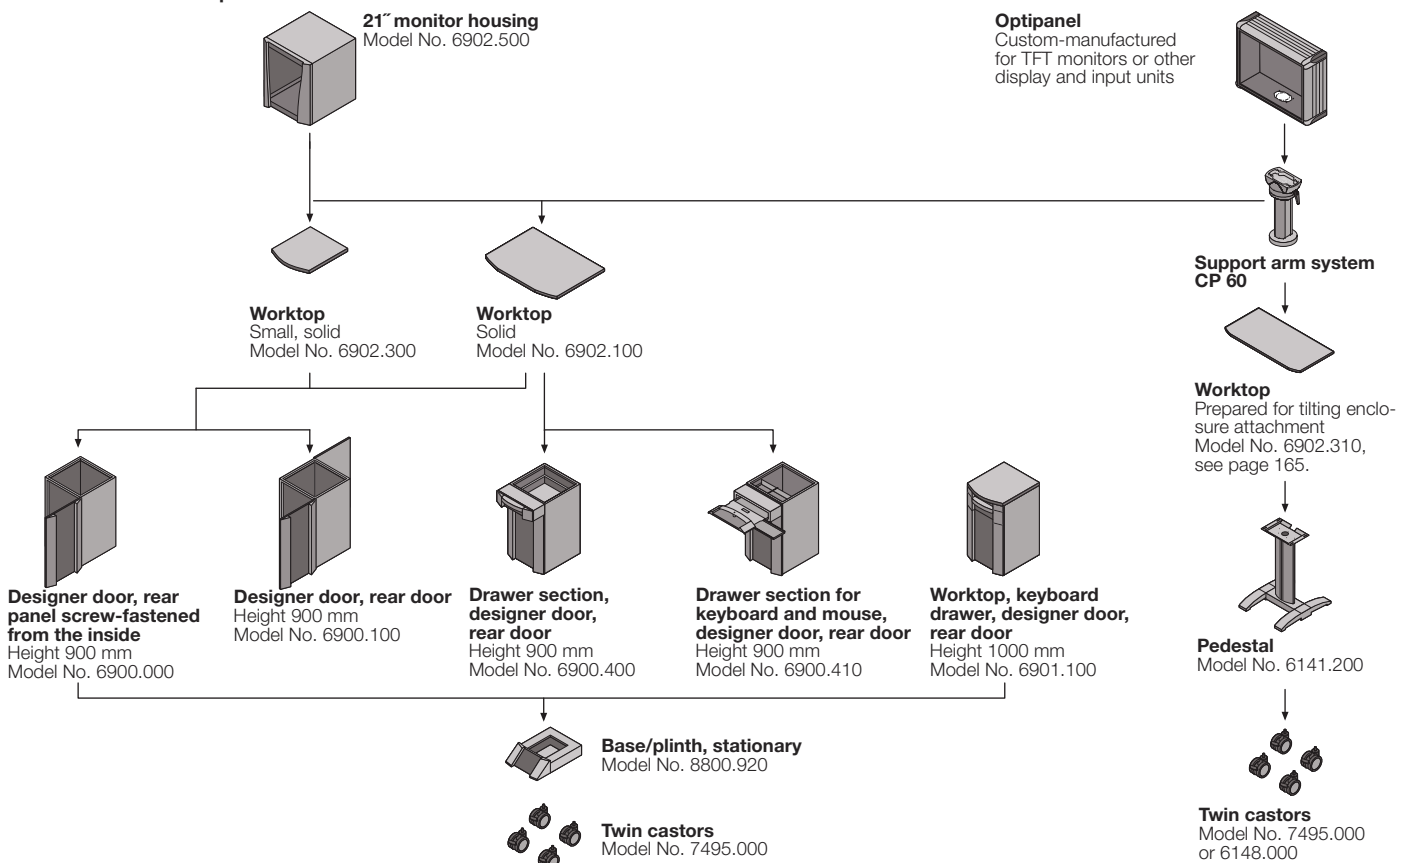 21˝ monitor housing
Model No. 6902.500
Optipanel
Custom-manufactured
for TFT monitors or other
display and input units
Support arm system
CP 60
Worktop
Small, solid
Model No. 6902.300
Worktop
Solid
Model No. 6902.100
Worktop
Prepared for tilting enclo-
sure attachment
Model No. 6902.310,
see page 165.
Designer door, rear
panel screw-fastened
from the inside
Height 900 mm
Model No. 6900.000
Designer door, rear door
Height 900 mm
Model No. 6900.100
Drawer section,
designer door,
rear door
Height 900 mm
Model No. 6900.400
Drawer section for
keyboard and mouse,
designer door, rear door
Height 900 mm
Model No. 6900.410
Worktop, keyboard
drawer, designer door,
rear door
Height 1000 mm
Model No. 6901.100
Pedestal
Model No. 6141.200
Base/plinth, stationary
Model No. 8800.920
Twin castors
Model No. 7495.000
Twin castors
Model No. 7495.000
or 6148.000